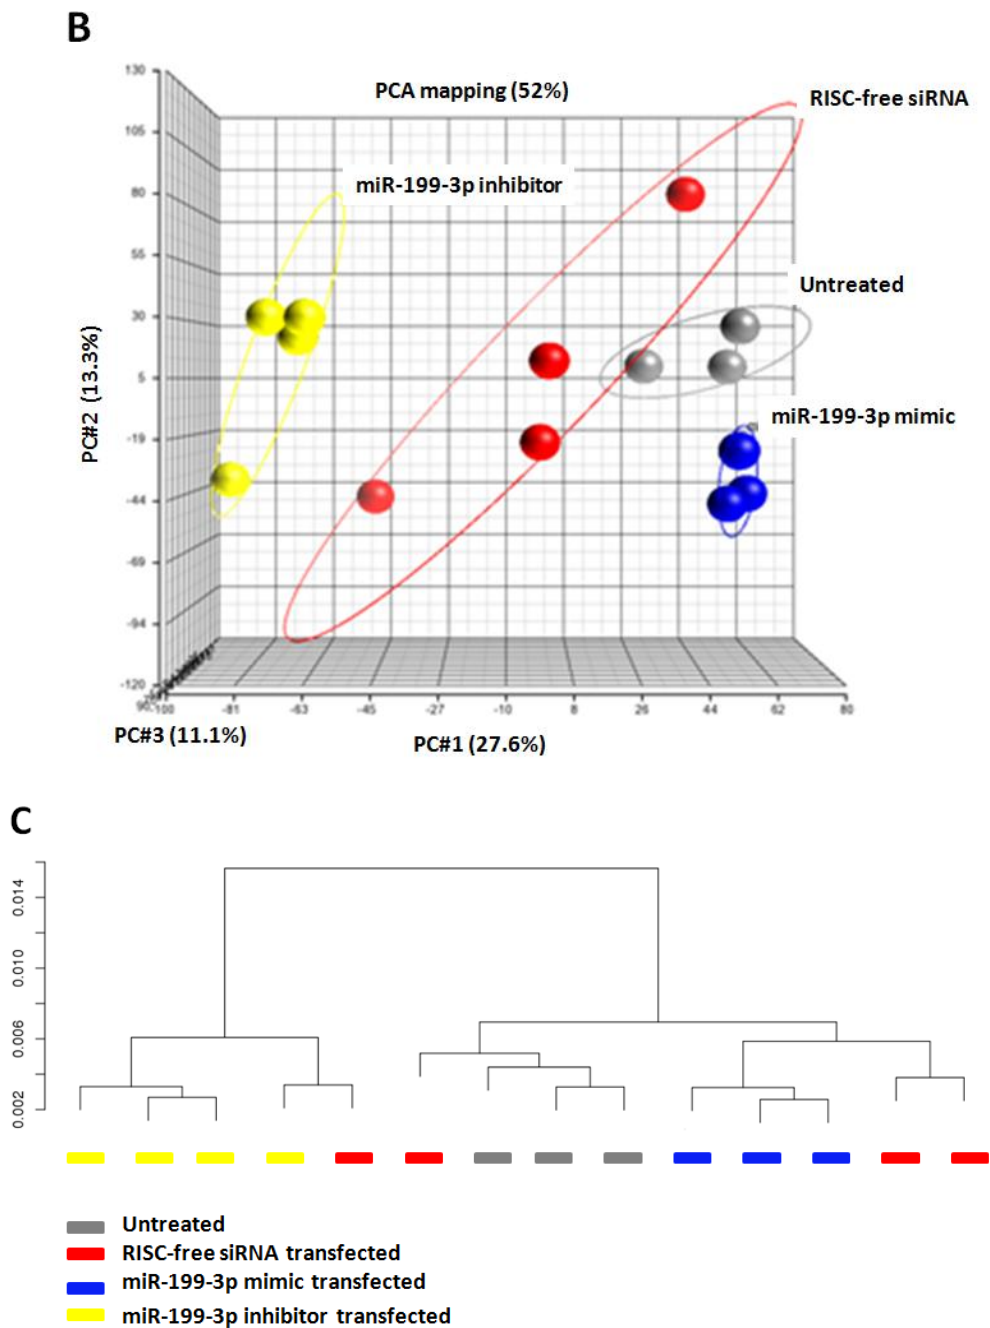 B
PCA mapping (52%)
RISC-free siRNA
miR-199-3p inhibitor
Untreated
miR-199-3p mimic
PC#2 (13.3%)
130
105
80
55
30
5
-19
-44
-69
-94
-120
-100
-81
-63
-45
-27
-10
8
26
44
62
80
PC#3 (11.1%)
PC#1 (27.6%)
C
0.014
0.010
0.006
0.002
Untreated
RISC-free siRNA transfected
miR-199-3p mimic transfected
miR-199-3p inhibitor transfected